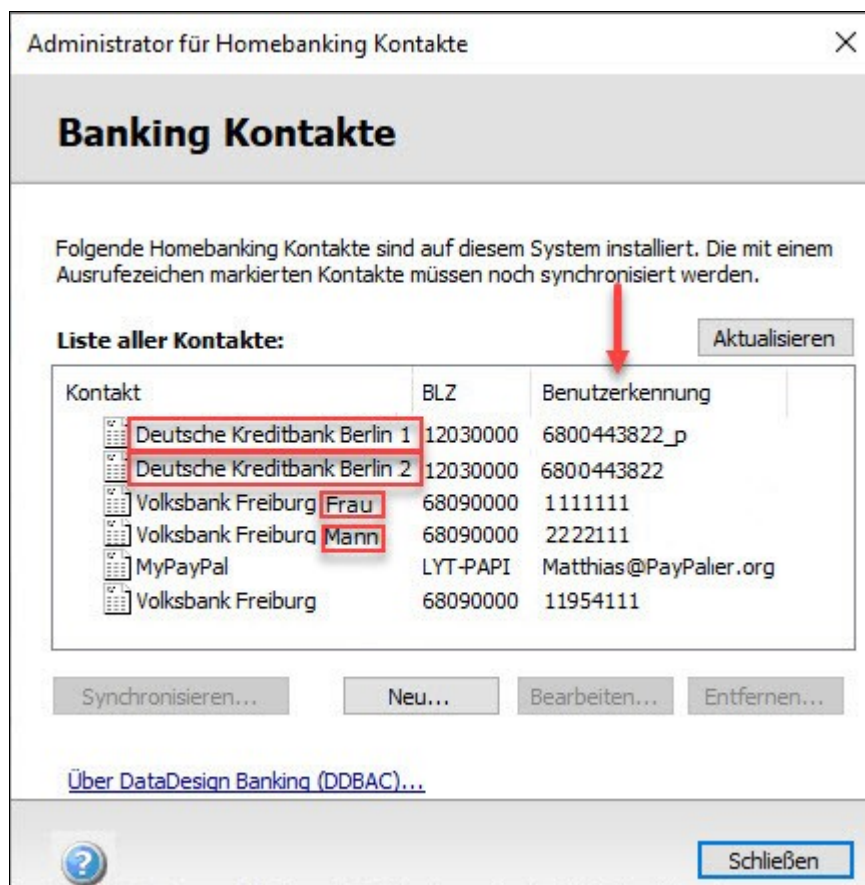 Administrator für Homebanking Kontakte
Banking Kontakte
Folgende Homebanking Kontakte sind auf diesem System installiert. Die mit einem
Ausrufezeichen markierten Kontakte müssen noch synchronisiert werden.
Liste aller Kontakte:
Aktualisieren
Kontakt BLZ Benutzerkennung
Deutsche Kreditbank Berlin 1 12030000 6800443822_p
Deutsche Kreditbank Berlin 2 12030000 6800443822
Volksbank Freiburg Frau 68090000 1111111
Volksbank Freiburg Mann 68090000 2222111
MyPayPal LYT-PAPI Matthias@PayPalier.org
Volksbank Freiburg 68090000 11954111
Synchronisieren... Neu... Bearbeiten... Entfernen...
Über DataDesign Banking (DDBAC)...
Schließen